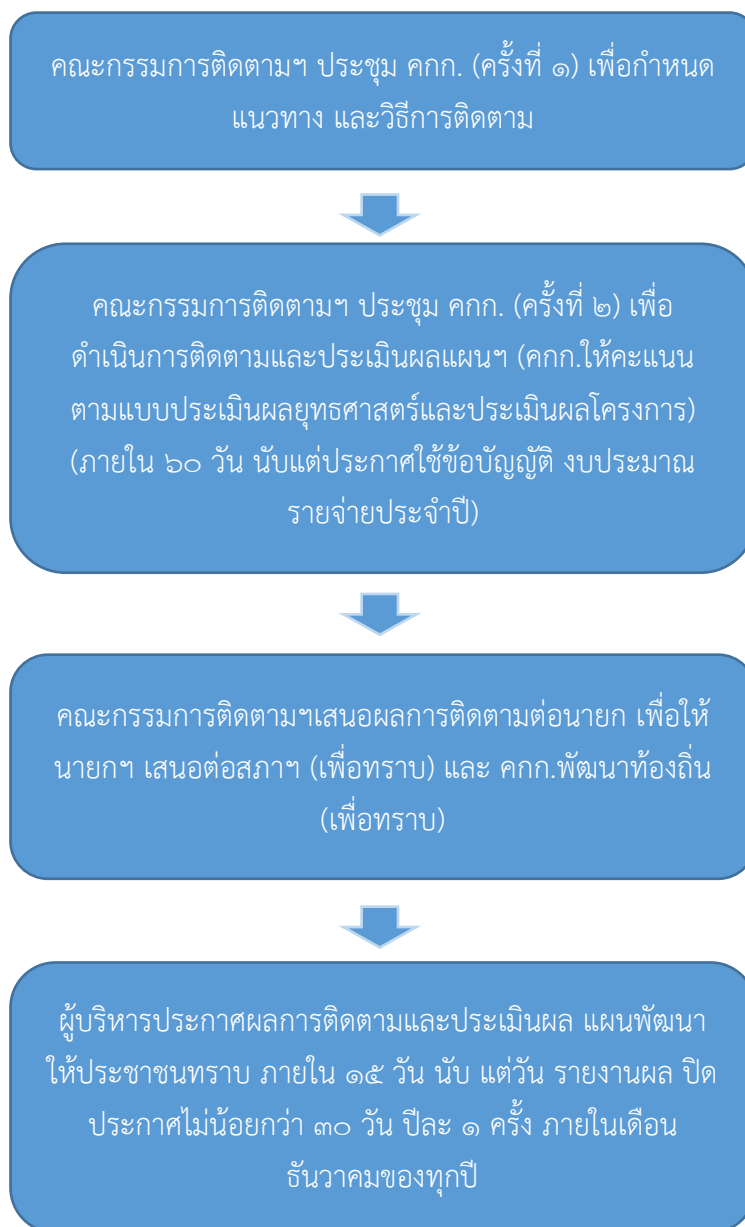 คณะกรรมการติดตามฯ ประชุม คกก. (ครั้งที่ ๑) เพื่อกำหนด
แนวทาง และวิธีการติดตาม
คณะกรรมการติดตามฯ ประชุม คกก. (ครั้งที่ ๒) เพื่อ
ดำเนินการติดตามและประเมินผลแผนฯ (คกก.ให้คะแนน
ตามแบบประเมินผลยุทธศาสตร์และประเมินผลโครงการ)
(ภายใน ๖๐ วัน นับแต่ประกาศใช้ข้อบัญญัติ งบประมาณ
รายจ่ายประจำปี)
คณะกรรมการติดตามฯเสนอผลการติดตามต่อนายก เพื่อให้
นายกฯ เสนอต่อสภาฯ (เพื่อทราบ) และ คกก.พัฒนาท้องถิ่น
(เพื่อทราบ)
ผู้บริหารประกาศผลการติดตามและประเมินผล แผนพัฒนา
ให้ประชาชนทราบ ภายใน ๑๕ วัน นับ แต่วัน รายงานผล ปิด
ประกาศไม่น้อยกว่า ๓๐ วัน ปีละ ๑ ครั้ง ภายในเดือน
ธันวาคมของทุกปี